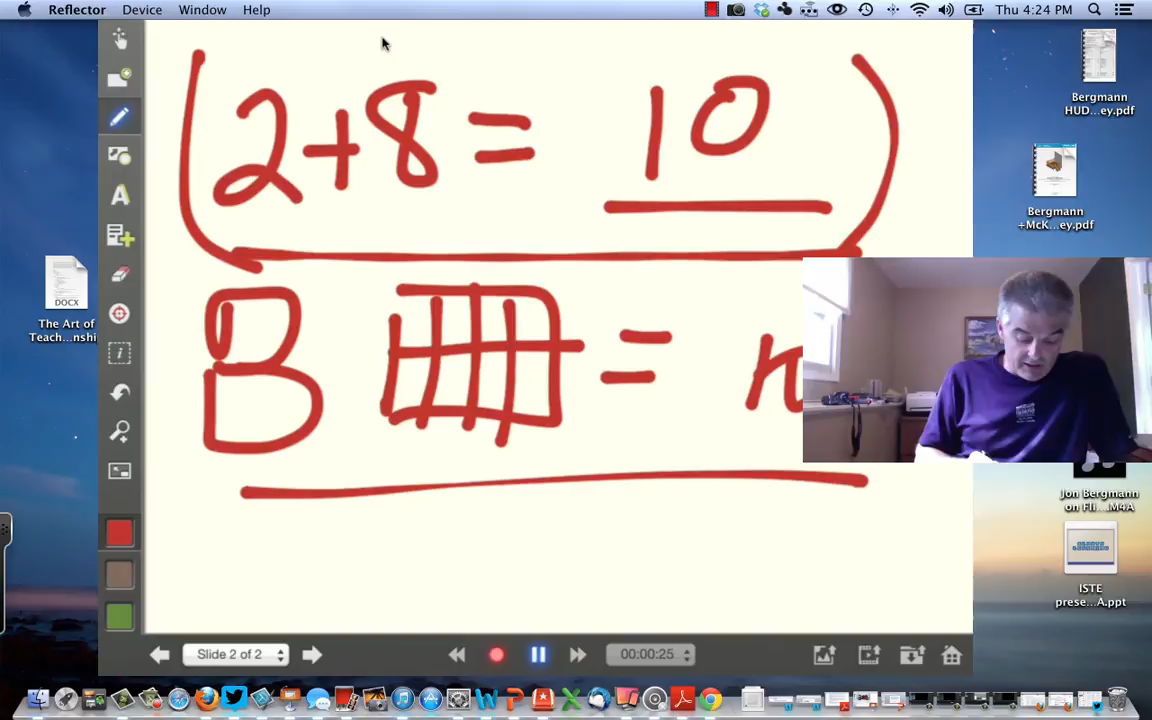 Reflector Device Window Help Thu 4:24 PM
(2+8= 10)
B = n
Bergmann
HUD...ey.pdf
Bergmann
+McK...ey.pdf
DOCX
The Art of
Teach...nship
Jon Bergmann
on Fli...M4A
ISTE
prese...A.ppt
Slide 2 of 2
00:00:25